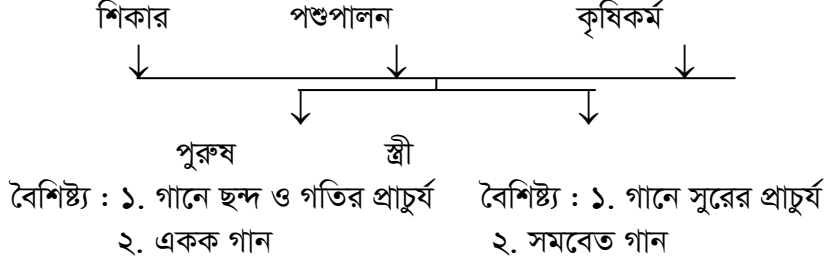 শিকার পশুপালন কৃষিকর্ম
পুরুষ স্ত্রী
বৈশিষ্ট্য : ১. গানে ছন্দ ও গতির প্রাচুর্য বৈশিষ্ট্য : ১. গানে সুরের প্রাচুর্য
২. একক গান ২. সমবেত গান